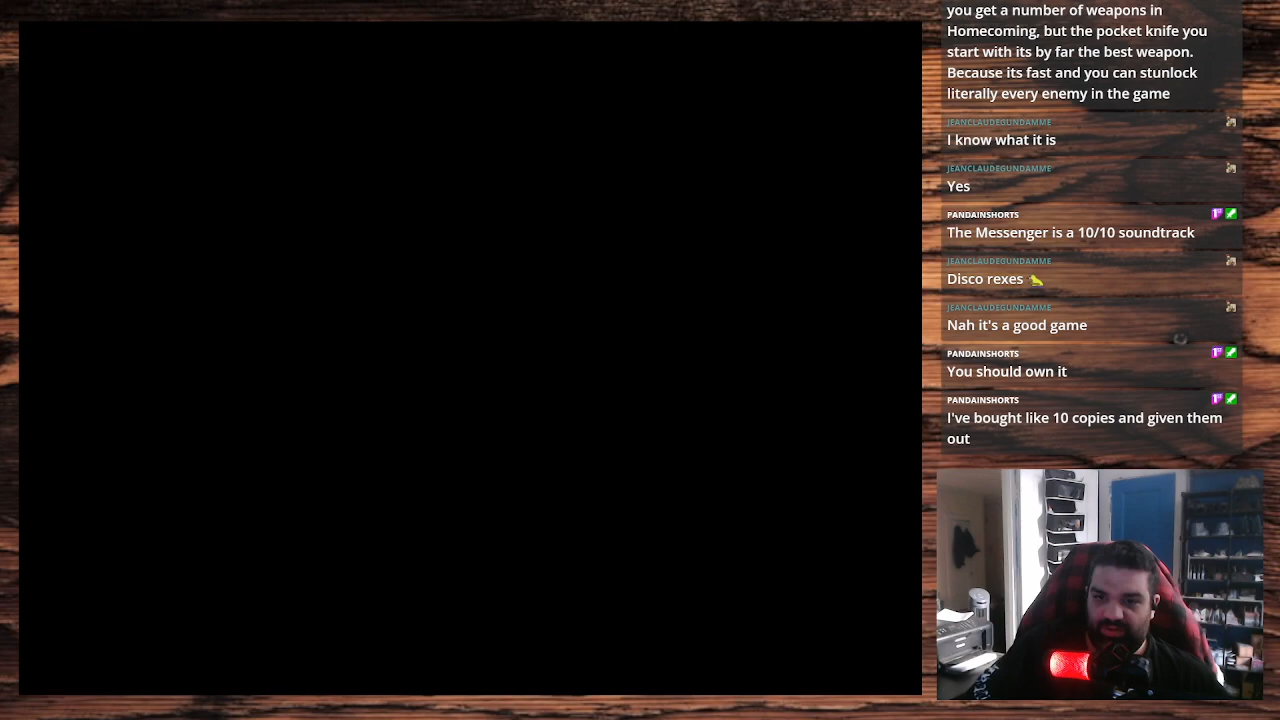 you get a number of weapons in
Homecoming, but the pocket knife you
start with its by far the best weapon.
Because its fast and you can stunlock
literally every enemy in the game
JEANCLAUDEGUNDAMME
I know what it is
JEANCLAUDEGUNDAMME
Yes
PANDAINSHORTS
The Messenger is a 10/10 soundtrack
JEANCLAUDEGUNDAMME
Disco rexes
JEANCLAUDEGUNDAMME
Nah it's a good game
PANDAINSHORTS
You should own it
PANDAINSHORTS
I've bought like 10 copies and given them
out